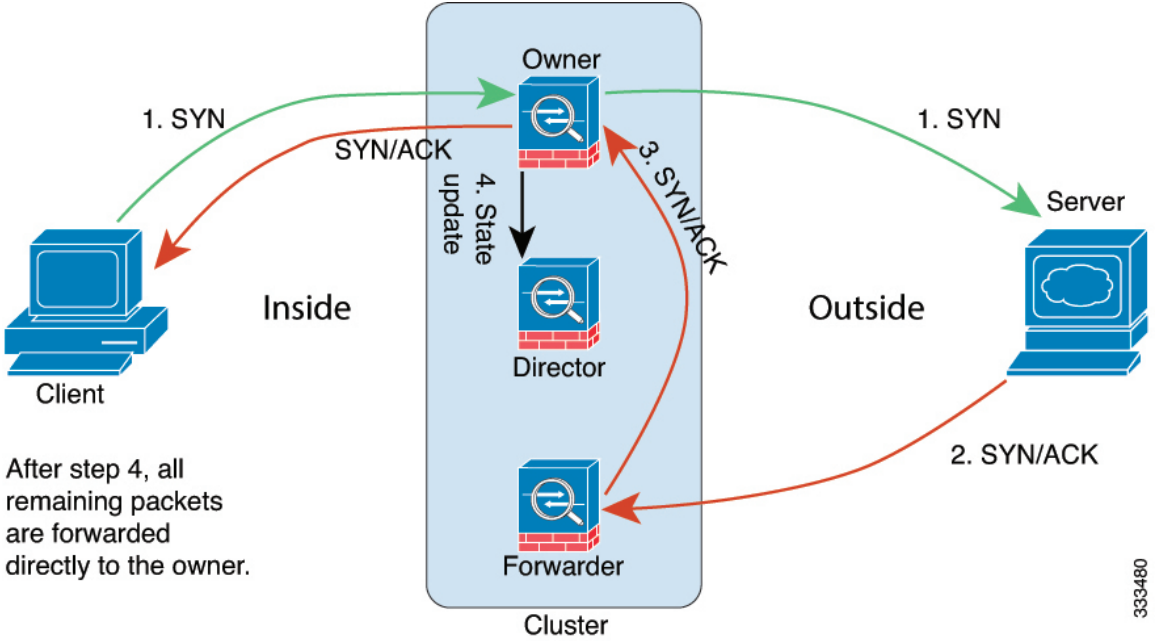 Owner
1. SYN
1. SYN
SYN/ACK
3. SYN/ACK
4. State
update
Server
Inside
Outside
Director
Client
2. SYN/ACK
After step 4, all
remaining packets
are forwarded
directly to the owner.
Forwarder
Cluster
333480